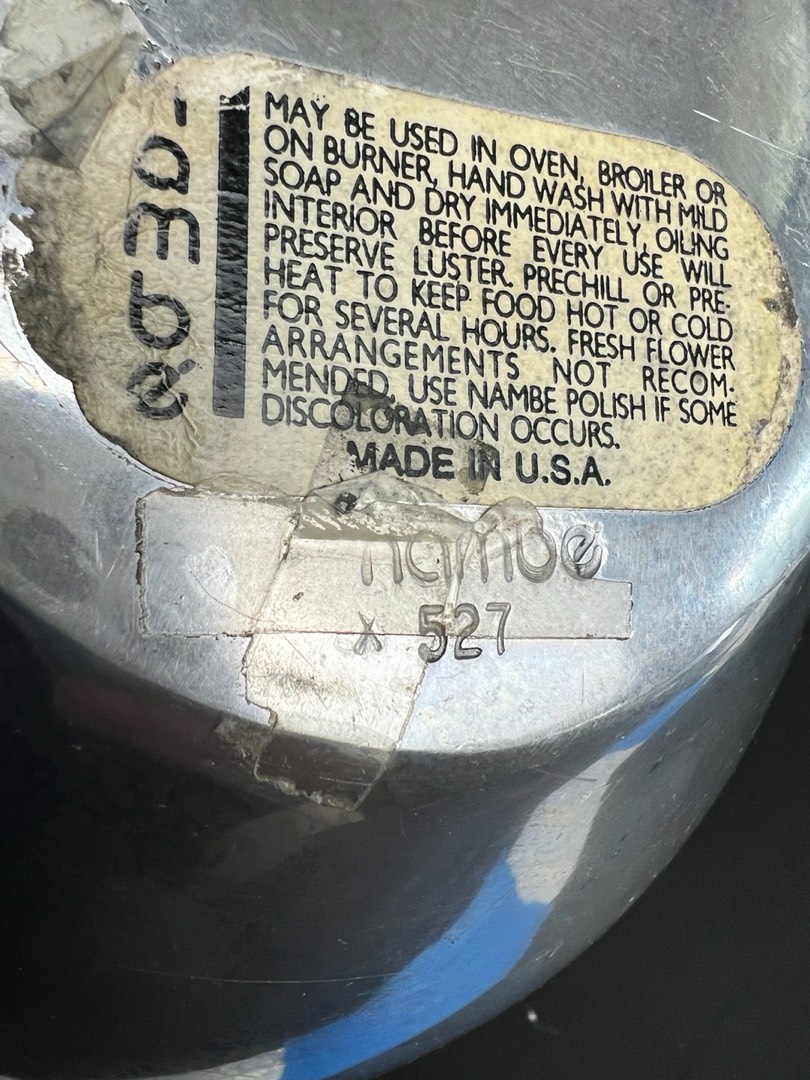 MAY BE USED IN OVEN, BROILER OR
ON BURNER, HAND WASH WITH MILD
SOAP AND DRY IMMEDIATELY, OILING
INTERIOR BEFORE EVERY USE WILL
PRESERVE LUSTER. PRECHILL OR PRE-
HEAT TO KEEP FOOD HOT OR COLD
FOR SEVERAL HOURS. FRESH FLOWER
ARRANGEMENTS NOT RECOM-
MENDED. USE NAMBE POLISH IF SOME
DISCOLORATION OCCURS.
MADE IN U.S.A.
nambe
x 527